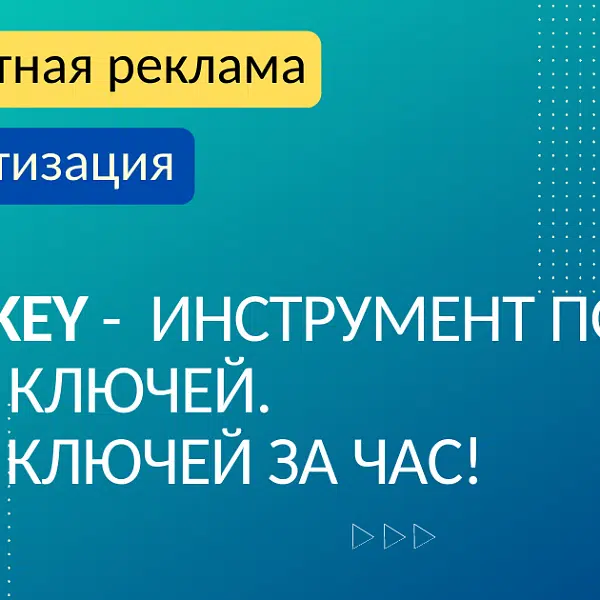 тная реклама
тизация
KEY - ИНСТРУМЕНТ ПО
КЛЮЧЕЙ.
КЛЮЧЕЙ ЗА ЧАС!